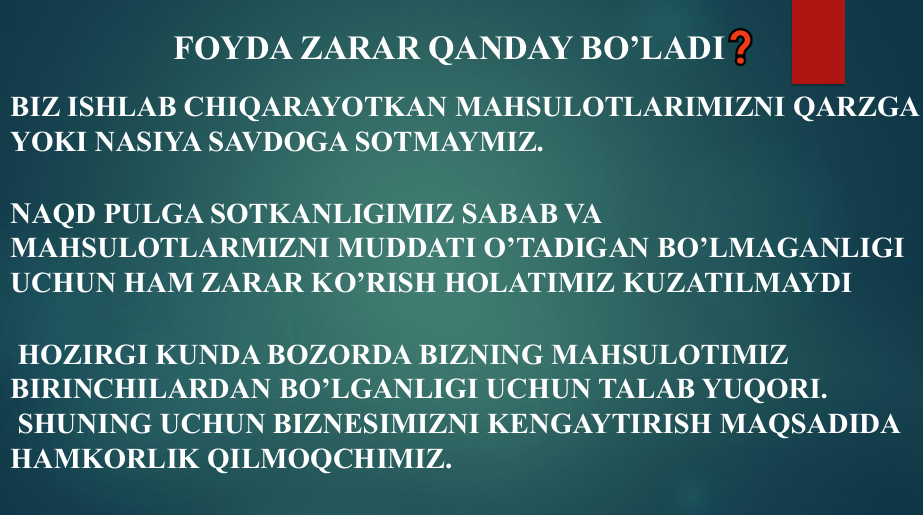 FOYDA ZARAR QANDAY BO’LADI❓
BIZ ISHLAB CHIQARAYOTKAN MAHSULOTLARIMIZNI QARZGA
YOKI NASIYA SAVDOGA SOTMAYMIZ.
NAQD PULGA SOTKANLIGIMIZ SABAB VA
MAHSULOTLARMIZNI MUDDATI O’TADIGAN BO’LMAGANLIGI
UCHUN HAM ZARAR KO’RISH HOLATIMIZ KUZATILMAYDI
HOZIRGI KUNDA BOZORDA BIZNING MAHSULOTIMIZ
BIRINCHILARDAN BO’LGANLIGI UCHUN TALAB YUQORI.
SHUNING UCHUN BIZNESIMIZNI KENGAYTIRISH MAQSADIDA
HAMKORLIK QILMOQCHIMIZ.